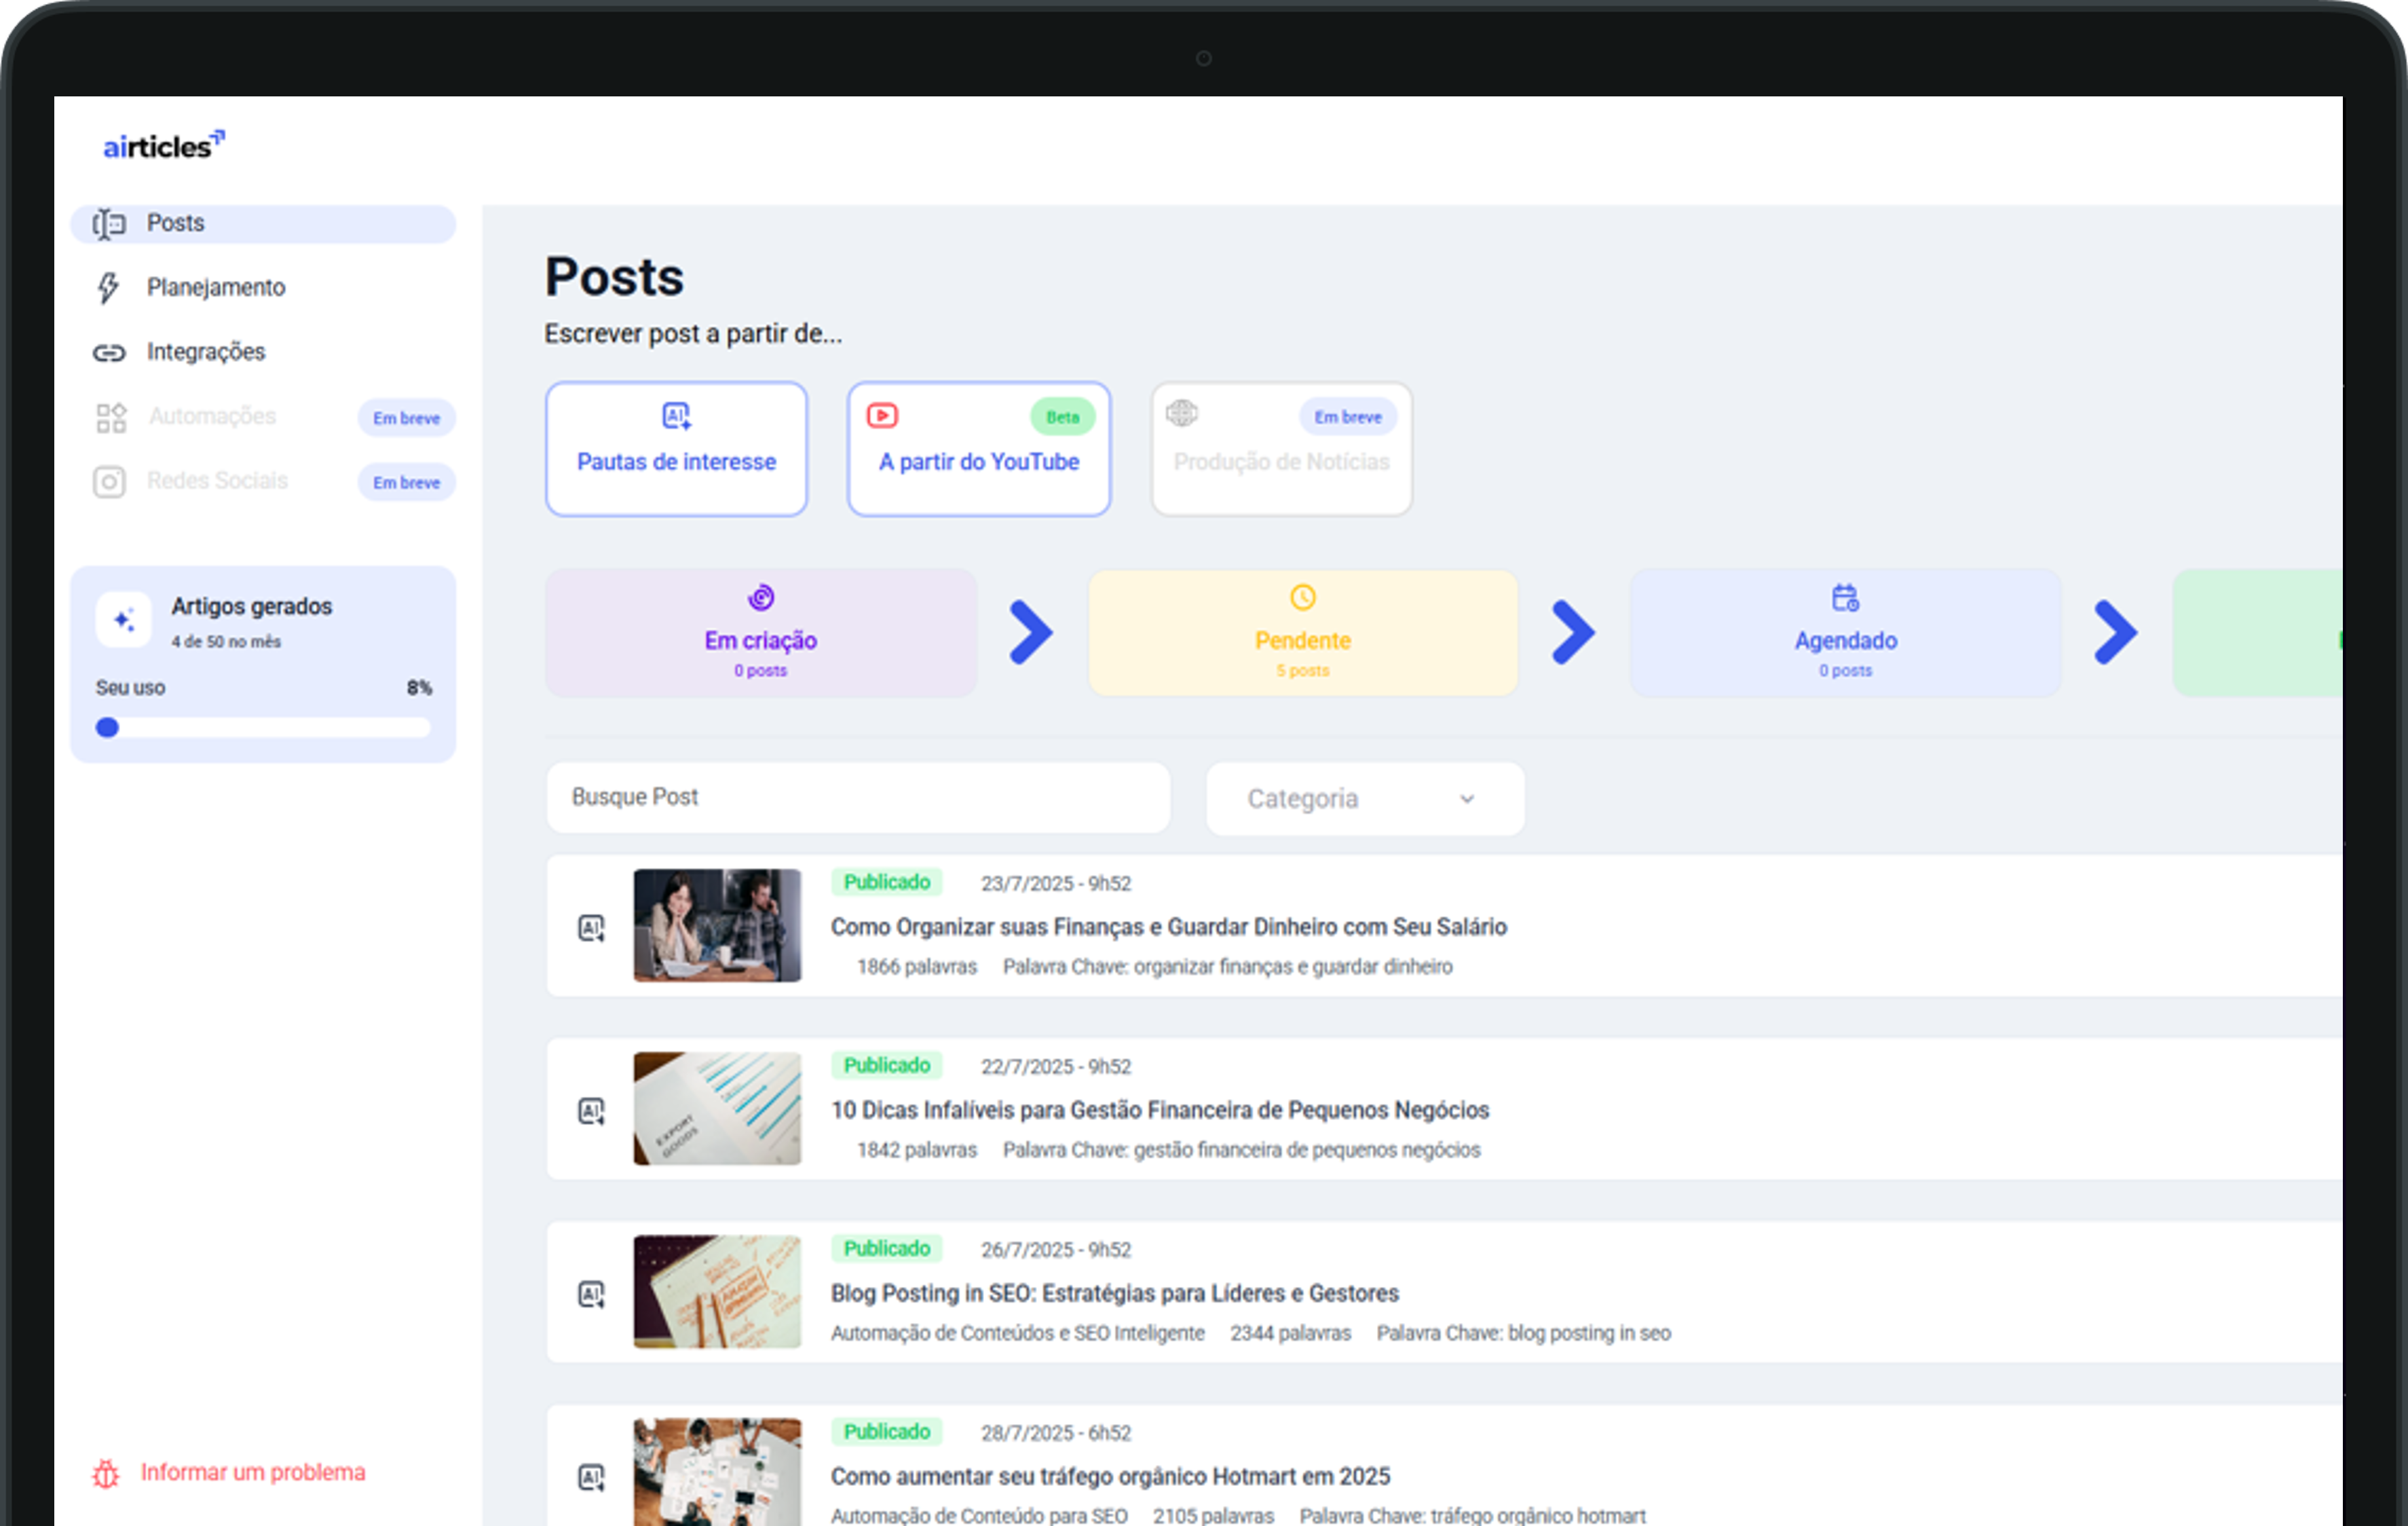 airticles
Posts
Planejamento
Integrações
Automações Em breve
Redes Sociais Em breve
Artigos gerados
4 de 50 no mês
Seu uso 8%
Informar um problema
Posts
Escrever post a partir de...
Pautas de interesse
Beta
A partir do YouTube
Em breve
Produção de Notícias
Em criação
0 posts
Pendente
5 posts
Agendado
0 posts
Busque Post
Categoria
Publicado 23/7/2025 - 9h52
Como Organizar suas Finanças e Guardar Dinheiro com Seu Salário
1866 palavras Palavra Chave: organizar finanças e guardar dinheiro
EXPORT
GOODS
Publicado 22/7/2025 - 9h52
10 Dicas Infalíveis para Gestão Financeira de Pequenos Negócios
1842 palavras Palavra Chave: gestão financeira de pequenos negócios
Publicado 26/7/2025 - 9h52
Blog Posting in SEO: Estratégias para Líderes e Gestores
Automação de Conteúdos e SEO Inteligente 2344 palavras Palavra Chave: blog posting in seo
Publicado 28/7/2025 - 6h52
Como aumentar seu tráfego orgânico Hotmart em 2025
Automação de Conteúdo para SEO 2105 palavras Palavra Chave: tráfego orgânico hotmart